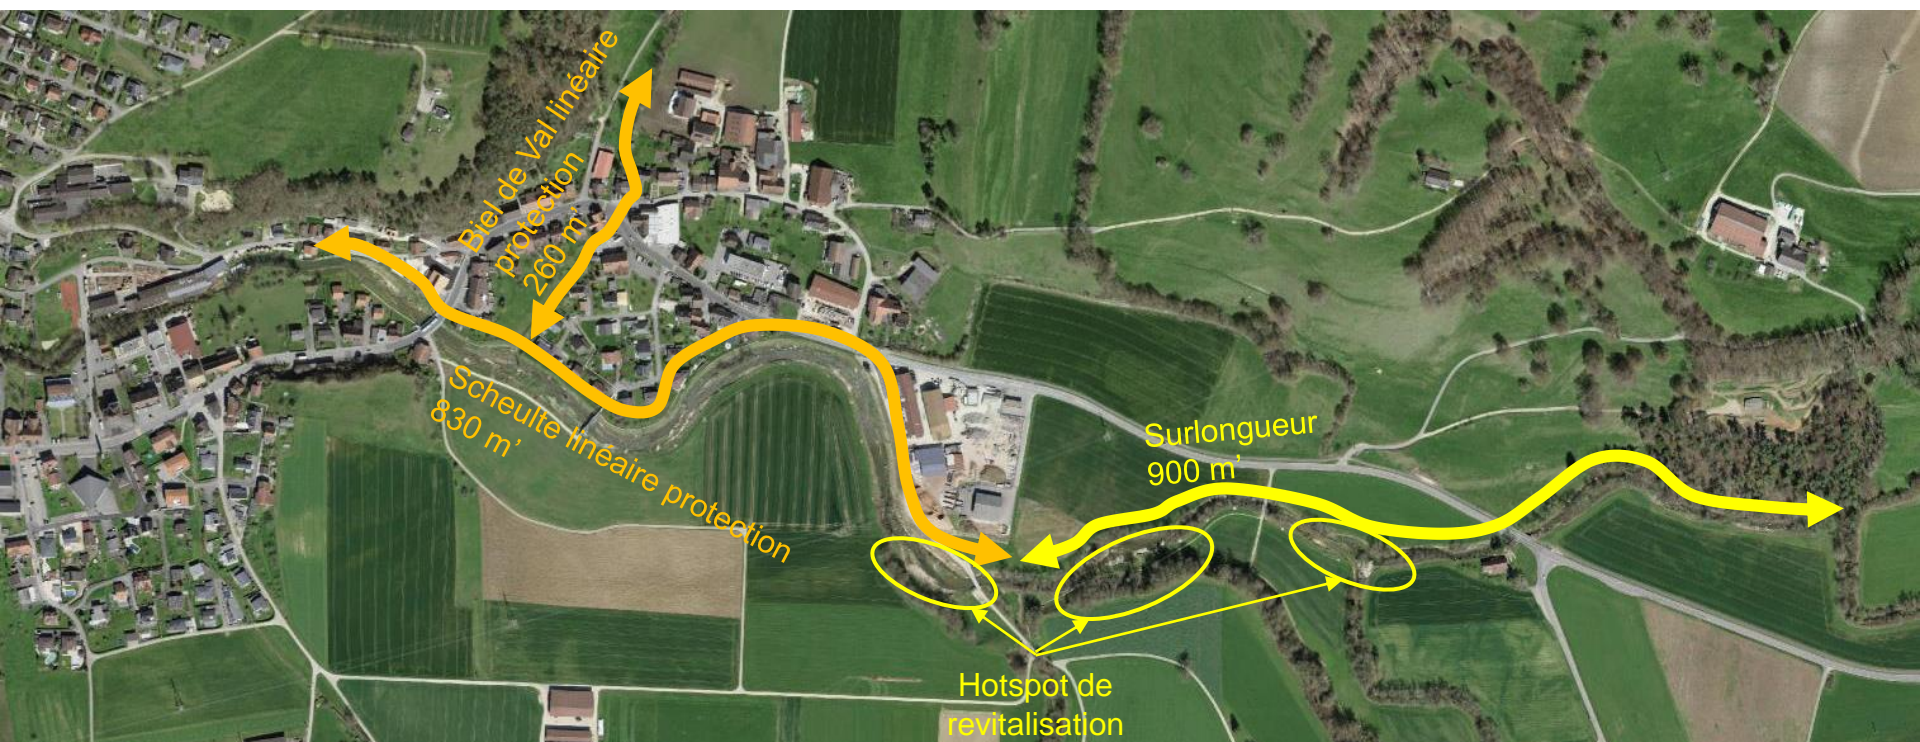 Biel de Val linéaire
protection
260 m'
Scheulte linéaire protection
830 m'
Surlongueur
900 m'
Hotspot de
revitalisation